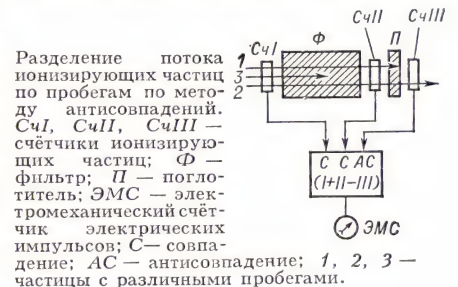 СчI
Ф
СчII
П
СчIII
1
3
2
С С АС
(I+II−III)
ЭМС
Разделение потока
ионизирующих частиц
по пробегам по мето-
ду антисовпадений.
СчI, СчII, СчIII —
счётчики ионизирую-
щих частиц; Ф —
фильтр; П — погло-
титель; ЭМС — элек-
тромеханический счёт-
чик электрических
импульсов; С— совпа-
дение; АС — антисовпадение; 1, 2, 3 —
частицы с различными пробегами.